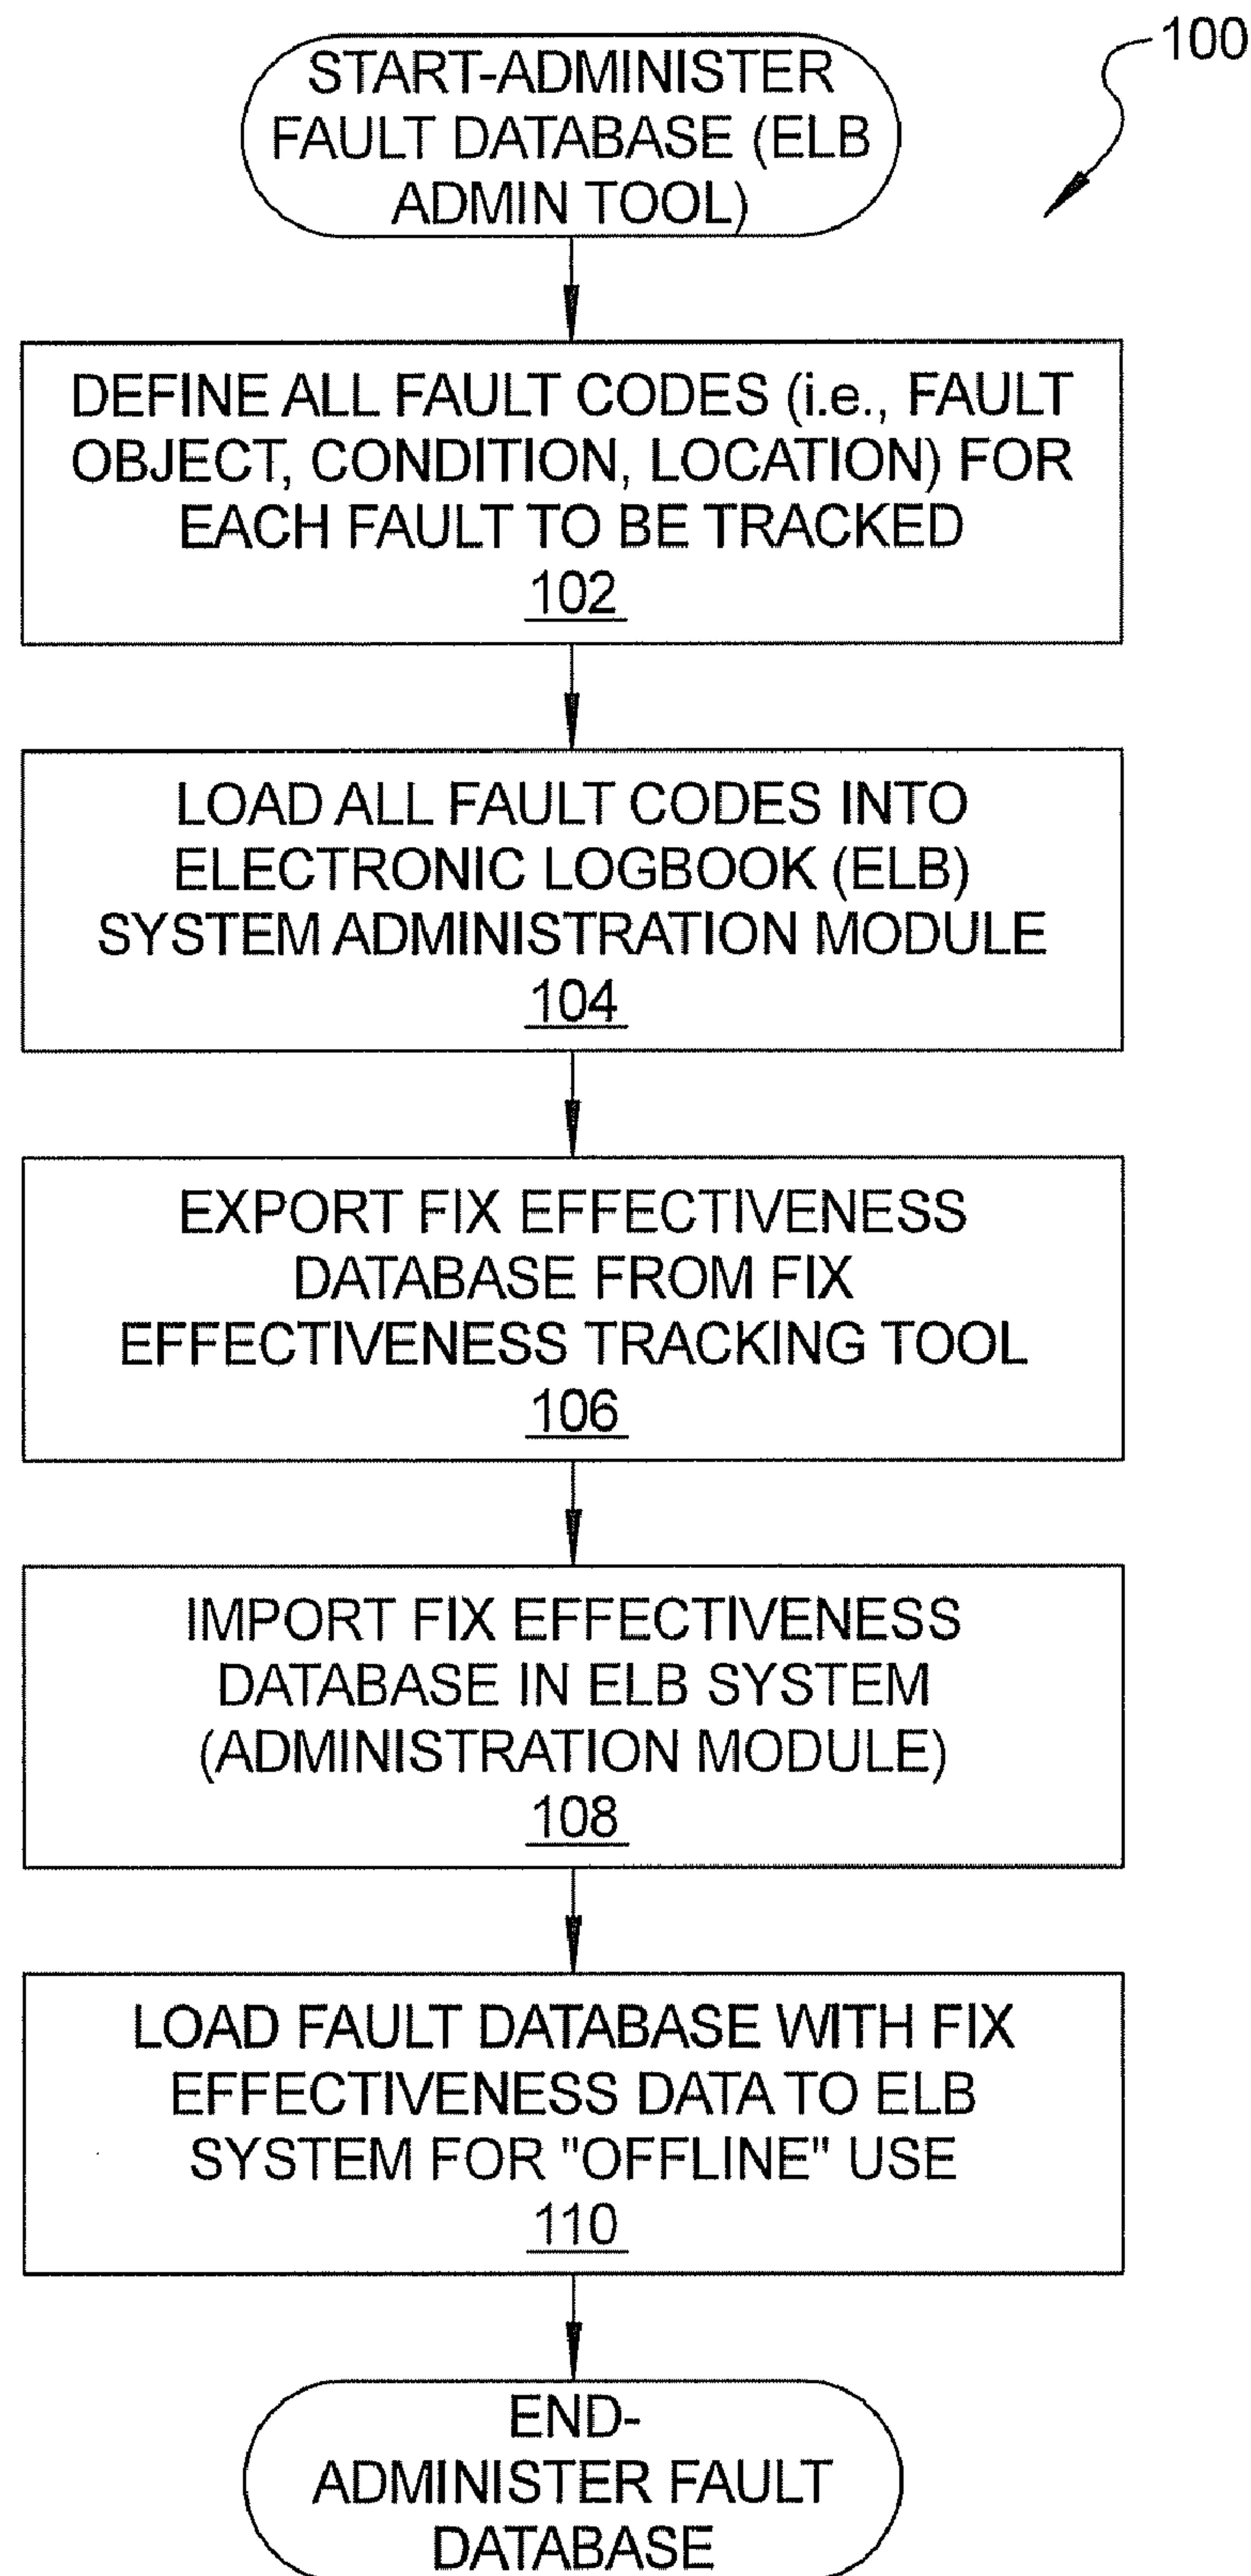 100
START-ADMINISTER
FAULT DATABASE (ELB
ADMIN TOOL)
DEFINE ALL FAULT CODES (i.e., FAULT
OBJECT, CONDITION, LOCATION) FOR
EACH FAULT TO BE TRACKED
102
LOAD ALL FAULT CODES INTO
ELECTRONIC LOGBOOK (ELB)
SYSTEM ADMINISTRATION MODULE
104
EXPORT FIX EFFECTIVENESS
DATABASE FROM FIX
EFFECTIVENESS TRACKING TOOL
106
IMPORT FIX EFFECTIVENESS
DATABASE IN ELB SYSTEM
(ADMINISTRATION MODULE)
108
LOAD FAULT DATABASE WITH FIX
EFFECTIVENESS DATA TO ELB
SYSTEM FOR "OFFLINE" USE
110
END-
ADMINISTER FAULT
DATABASE